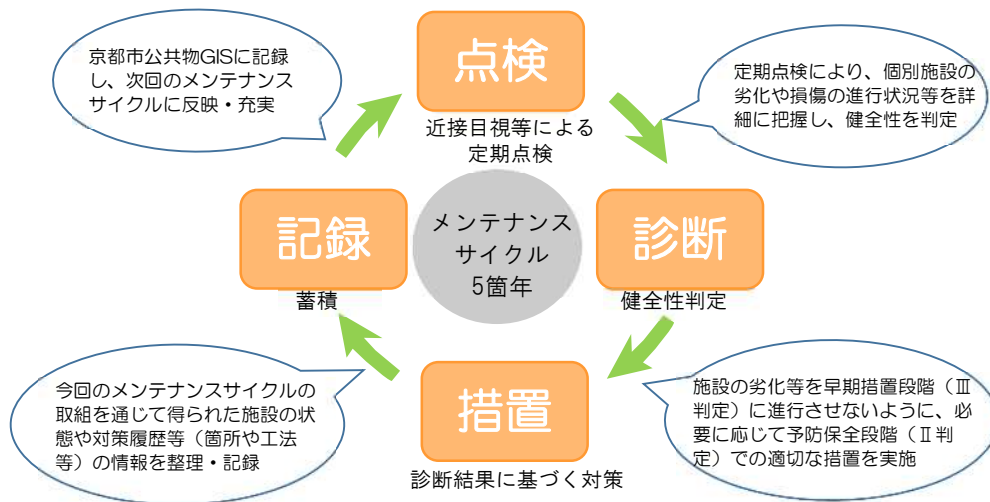 京都市公共物GISに記録
し、次回のメンテナンス
サイクルに反映・充実
点検
近接目視等による
定期点検
定期点検により、個別施設の
劣化や損傷の進行状況等を詳
細に把握し、健全性を判定
記録
蓄積
メンテナンス
サイクル
5箇年
診断
健全性判定
今回のメンテナンスサイクルの
取組を通じて得られた施設の状
態や対策履歴等（箇所や工法
等）の情報を整理・記録
措置
診断結果に基づく対策
施設の劣化等を早期措置段階（Ⅲ
判定）に進行させないように、必
要に応じて予防保全段階（Ⅱ判
定）での適切な措置を実施